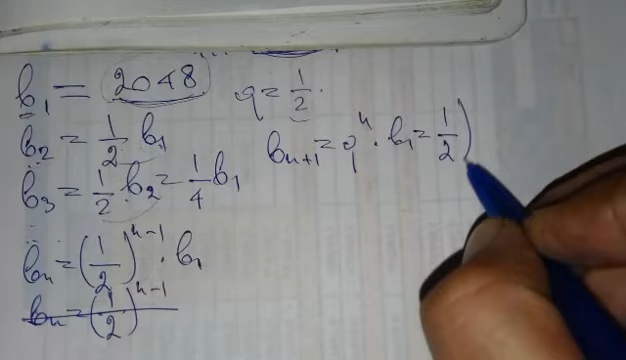 b₁ = 2048 q = 1/2.
b₂ = 1/2 b₁ bₙ₊₁ = qⁿ · b₁ = 1/2)
b₃ = 1/2 · b₂ = 1/4 b₁
bₙ = (1/2)ⁿ⁻¹ · b₁
bₙ = (1/2)ⁿ⁻¹